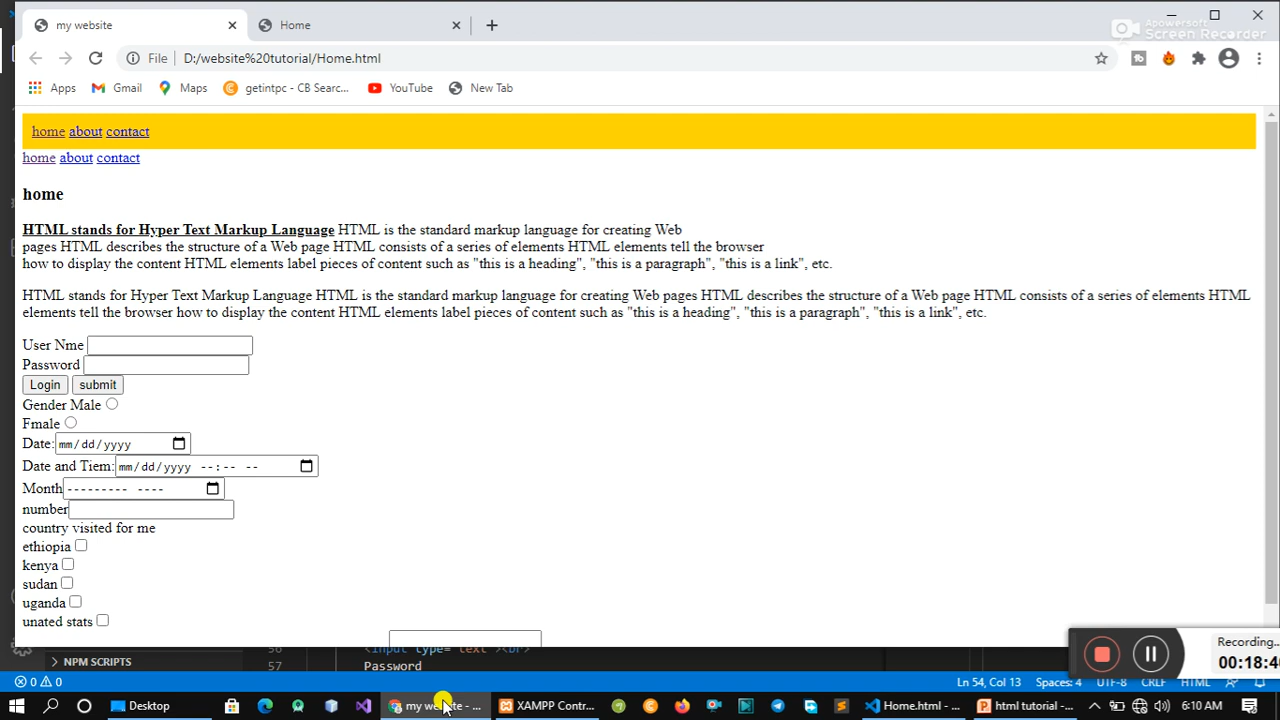 my website
Home
Apowersoft
Screen Recorder
File
D:/website%20tutorial/Home.html
Apps
Gmail
Maps
getintpc - CB Searc...
YouTube
New Tab
home about contact
home about contact
home
HTML stands for Hyper Text Markup Language HTML is the standard markup language for creating Web
pages HTML describes the structure of a Web page HTML consists of a series of elements HTML elements tell the browser
how to display the content HTML elements label pieces of content such as "this is a heading", "this is a paragraph", "this is a link", etc.
HTML stands for Hyper Text Markup Language HTML is the standard markup language for creating Web pages HTML describes the structure of a Web page HTML consists of a series of elements HTML
elements tell the browser how to display the content HTML elements label pieces of content such as "this is a heading", "this is a paragraph", "this is a link", etc.
User Nme
Password
Login submit
Gender Male
Fmale
Date: mm/dd/yyyy
Date and Tiem: mm/dd/yyyy --:-- --
Month --------- ----
number
country visited for me
ethiopia
kenya
sudan
uganda
unated stats
Recording...
00:18:4
56 <input type="text"><br>
NPM SCRIPTS
57 Password
0 0
Ln 54, Col 13
Spaces: 4
UTF-8
CRLF
HTML
Desktop
my website - ...
XAMPP Contr...
Home.html - ...
html tutorial -...
6:10 AM